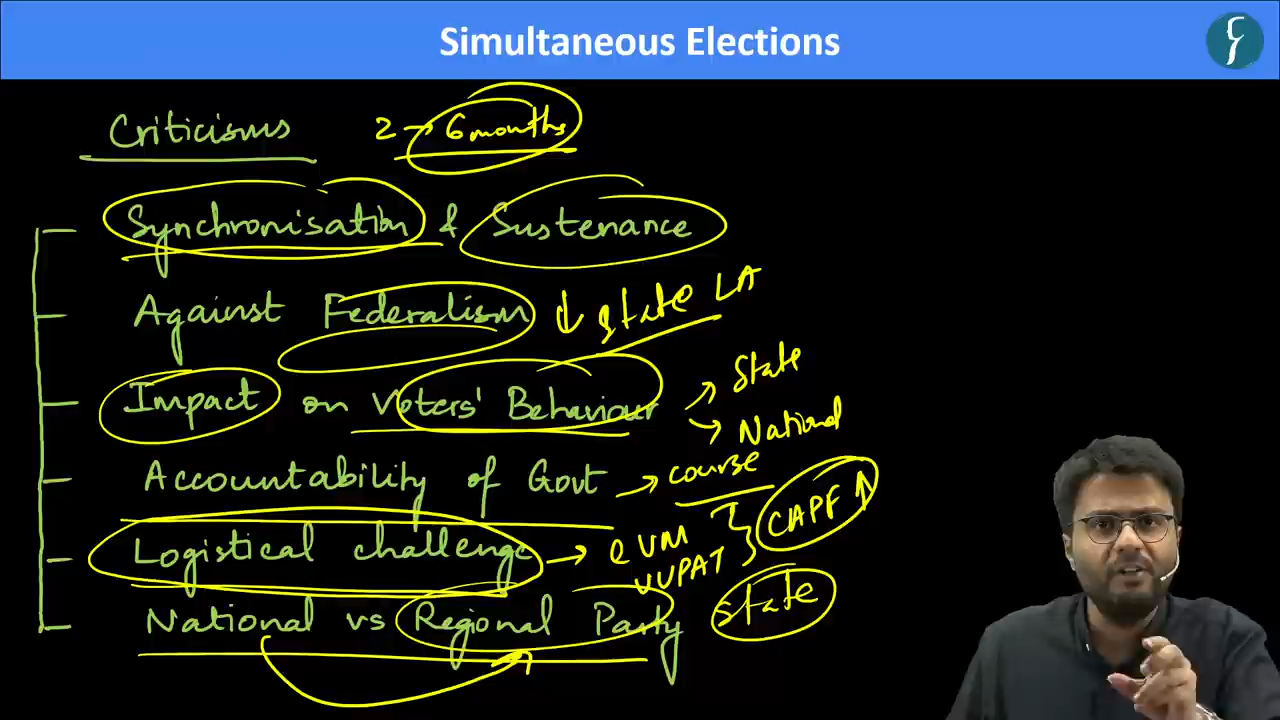 Simultaneous Elections
Criticisms 2 → 6 months
Synchronisation & Sustenance
Against Federalism ↓ state LA
Impact on Voters' Behaviour → State
→ National
Accountability of Govt → course
Logistical challenge → EVM VVPAT CAPF ↑
National vs Regional Party state